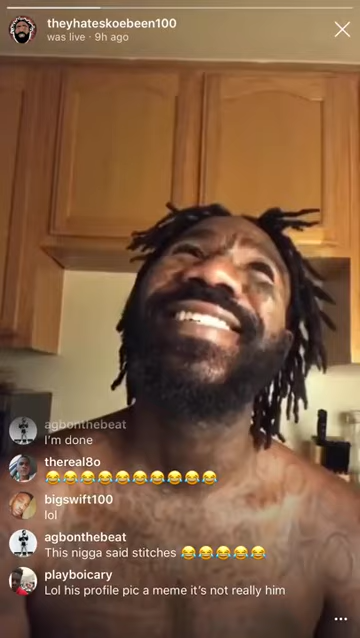 theyhateskoebeen100
was live · 9h ago
agbonthebeat
I'm done
thereal8o
😂😂😂😂😂😂😂😂😂😂
bigswift100
lol
agbonthebeat
This nigga said stitches 😂😂😂😂😂
playboicary
Lol his profile pic a meme it's not really him